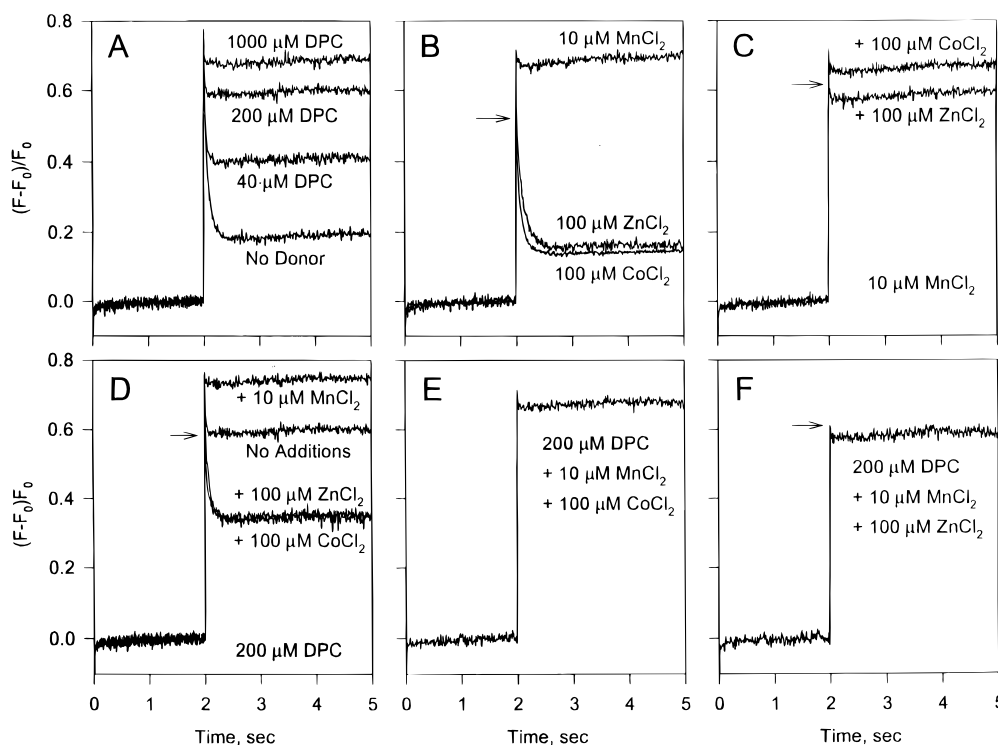 A
1000 µM DPC
200 µM DPC
40 µM DPC
No Donor
0.8
0.6
0.4
0.2
0.0
(F-F₀)/F₀
B
10 µM MnCl₂
100 µM ZnCl₂
100 µM CoCl₂
C
+ 100 µM CoCl₂
+ 100 µM ZnCl₂
10 µM MnCl₂
D
+ 10 µM MnCl₂
No Additions
+ 100 µM ZnCl₂
+ 100 µM CoCl₂
200 µM DPC
0.8
0.6
0.4
0.2
0.0
(F-F₀)F₀
0 1 2 3 4 5
Time, sec
E
200 µM DPC
+ 10 µM MnCl₂
+ 100 µM CoCl₂
0 1 2 3 4 5
Time, sec
F
200 µM DPC
+ 10 µM MnCl₂
+ 100 µM ZnCl₂
0 1 2 3 4 5
Time, sec